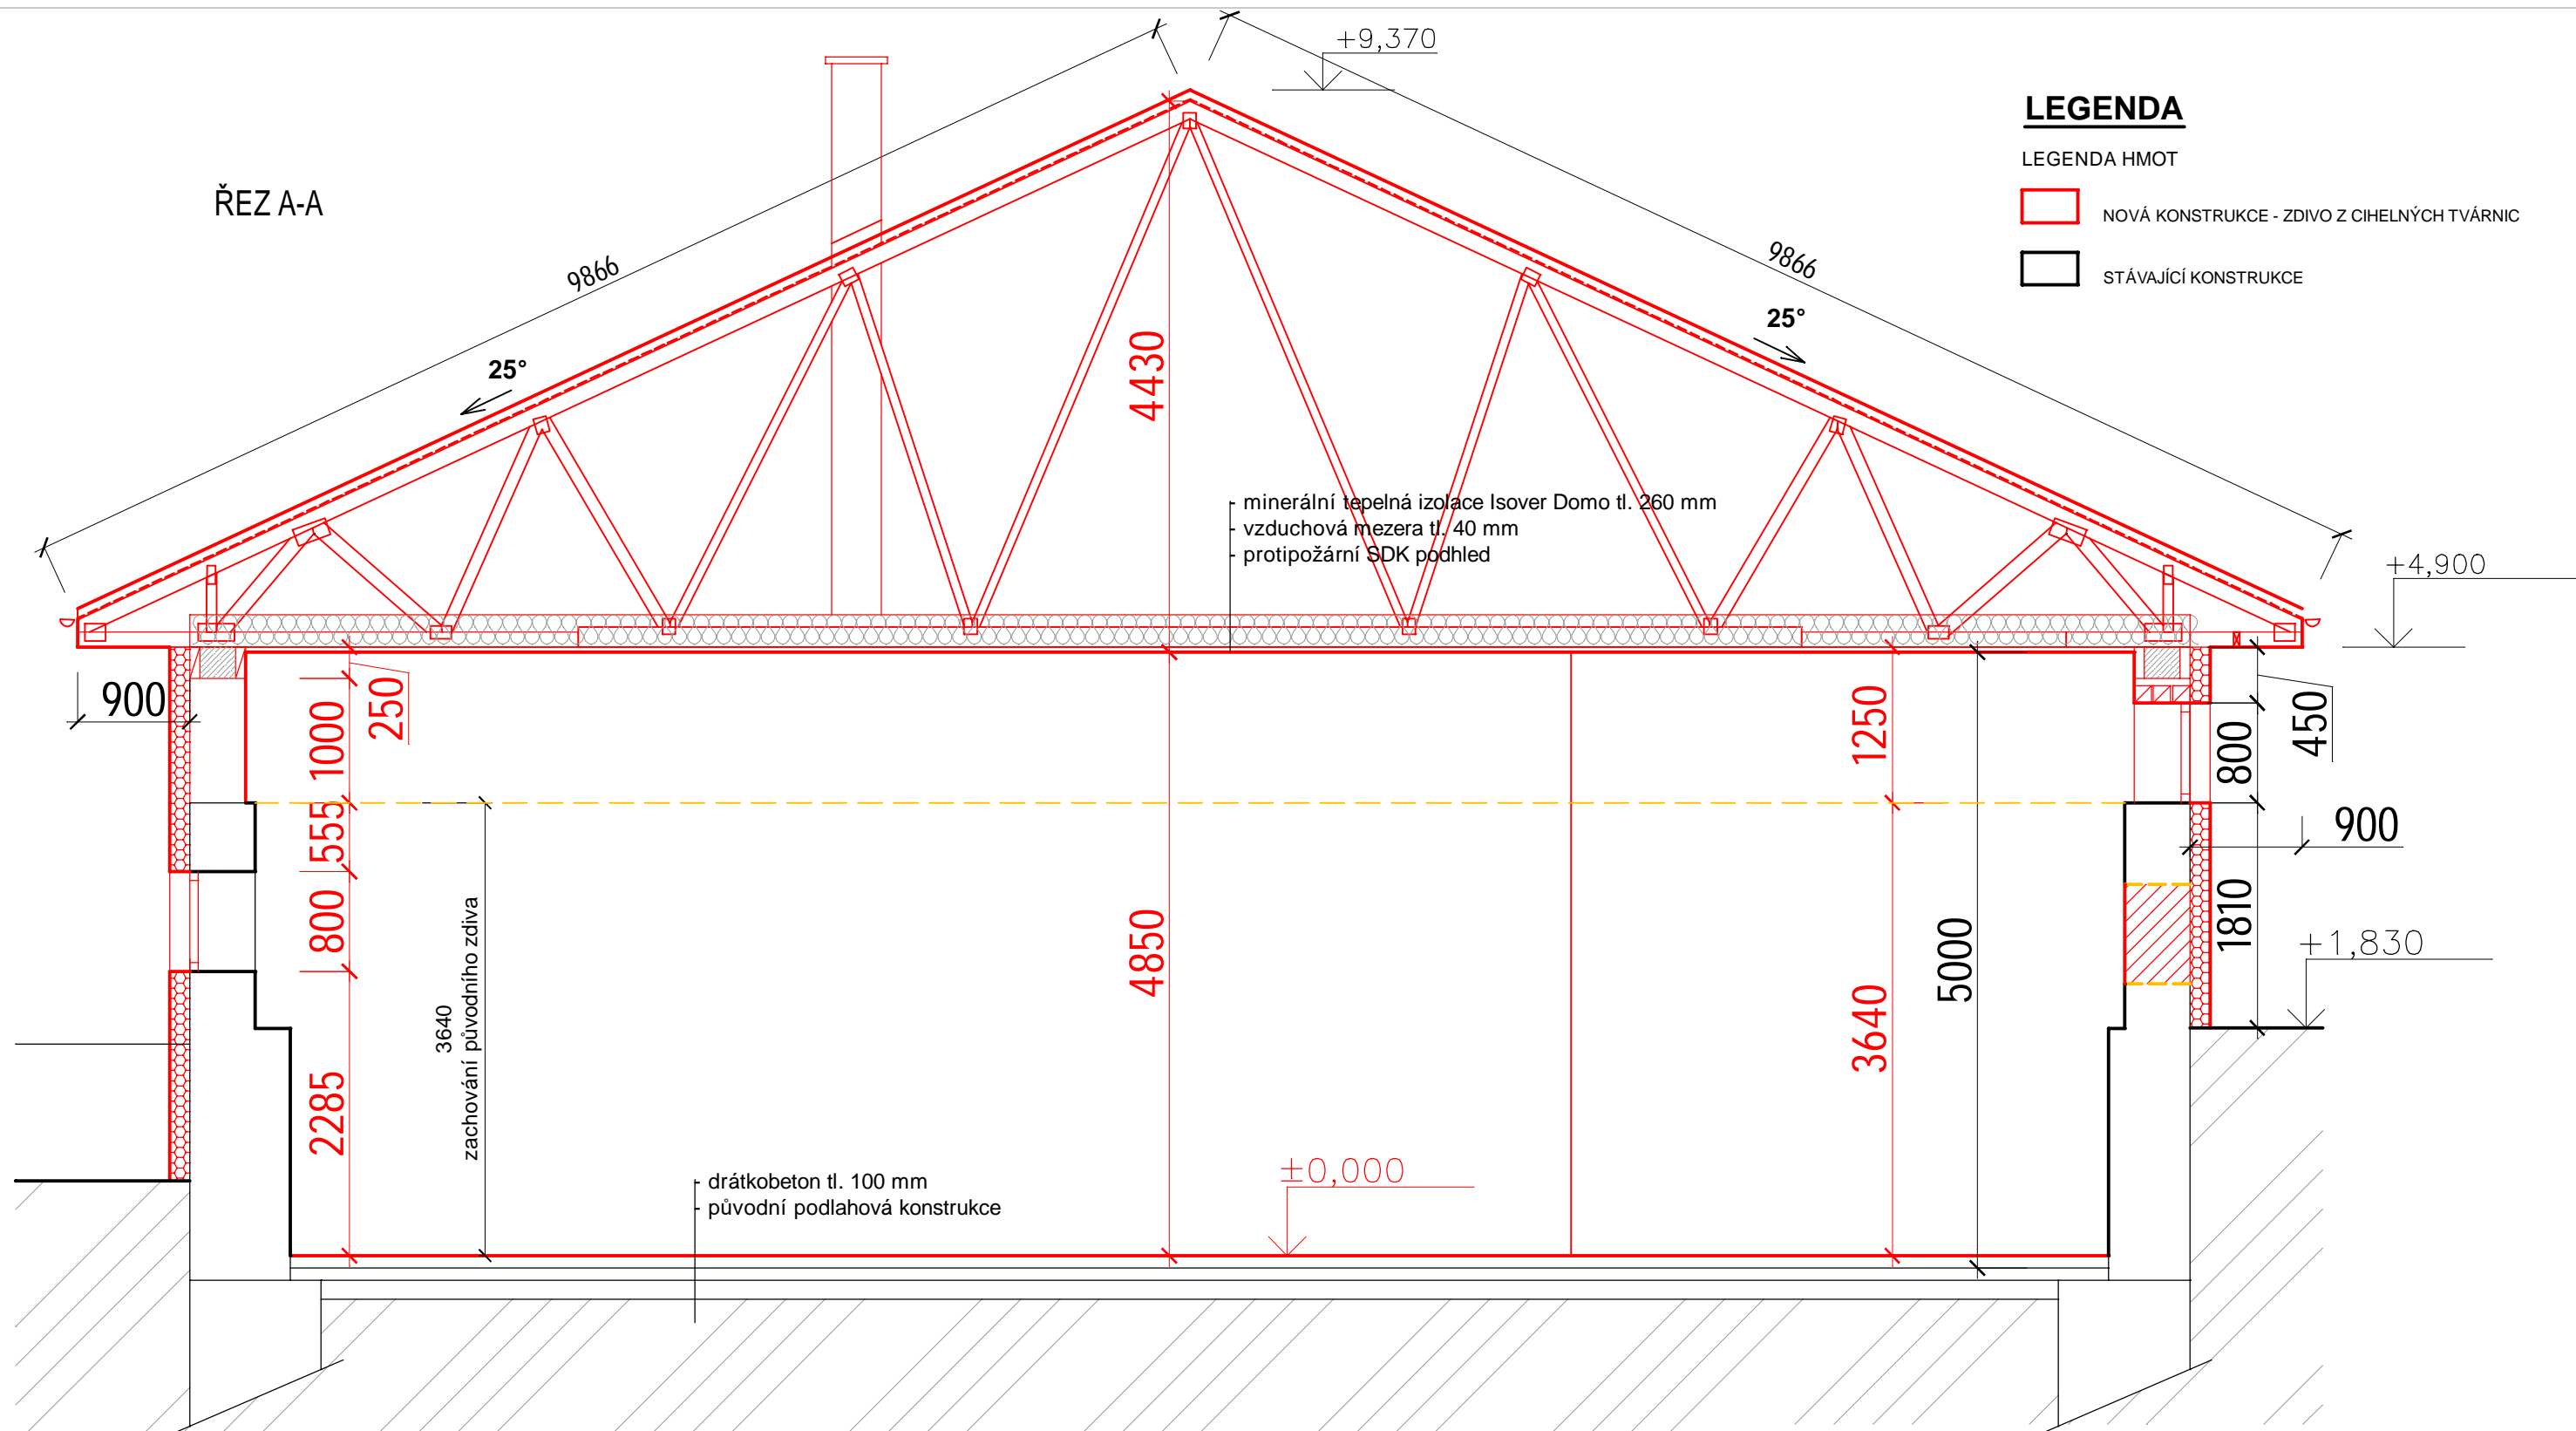 +9,370
LEGENDA
LEGENDA HMOT
NOVÁ KONSTRUKCE - ZDIVO Z CIHELNÝCH TVÁRNIC
STÁVAJÍCÍ KONSTRUKCE
ŘEZ A-A
9866
9866
25°
25°
4430
- minerální tepelná izolace Isover Domo tl. 260 mm
- vzduchová mezera tl. 40 mm
- protipožární SDK podhled
+4,900
900
1000
250
1250
800
450
555
900
800
3640
zachování původního zdiva
4850
5000
1810
+1,830
3640
2285
- drátkobeton tl. 100 mm
- původní podlahová konstrukce
±0,000